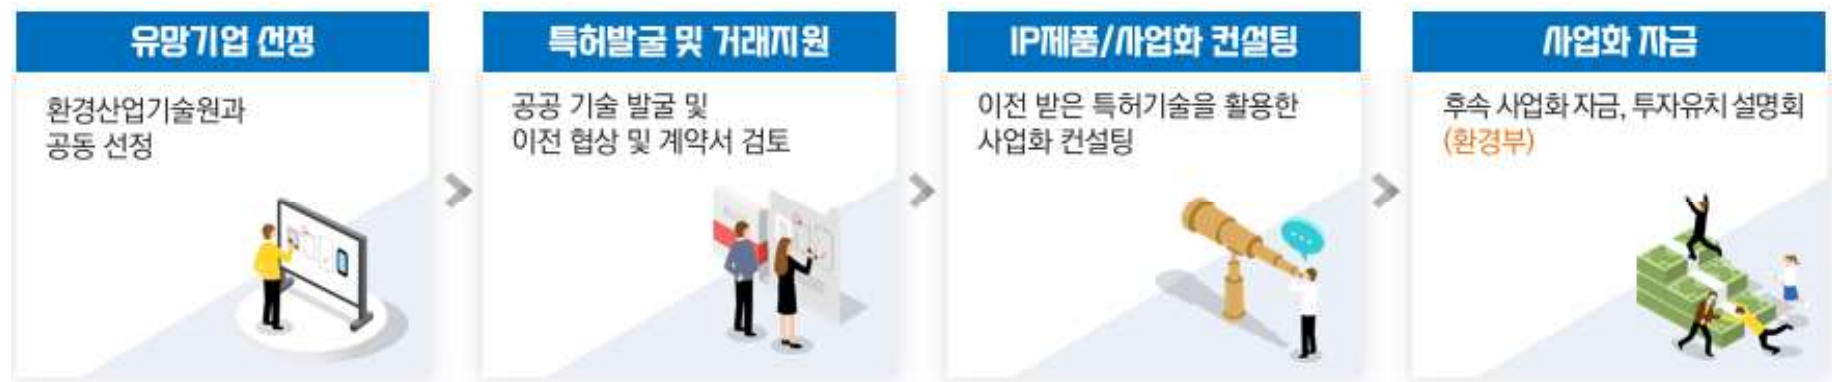 유망기업 선정
환경산업기술원과
공동 선정
특허발굴 및 거래지원
공공 기술 발굴 및
이전 협상 및 계약서 검토
IP제품/사업화 컨설팅
이전 받은 특허기술을 활용한
사업화 컨설팅
사업화 자금
후속 사업화 자금, 투자유치 설명회
(환경부)